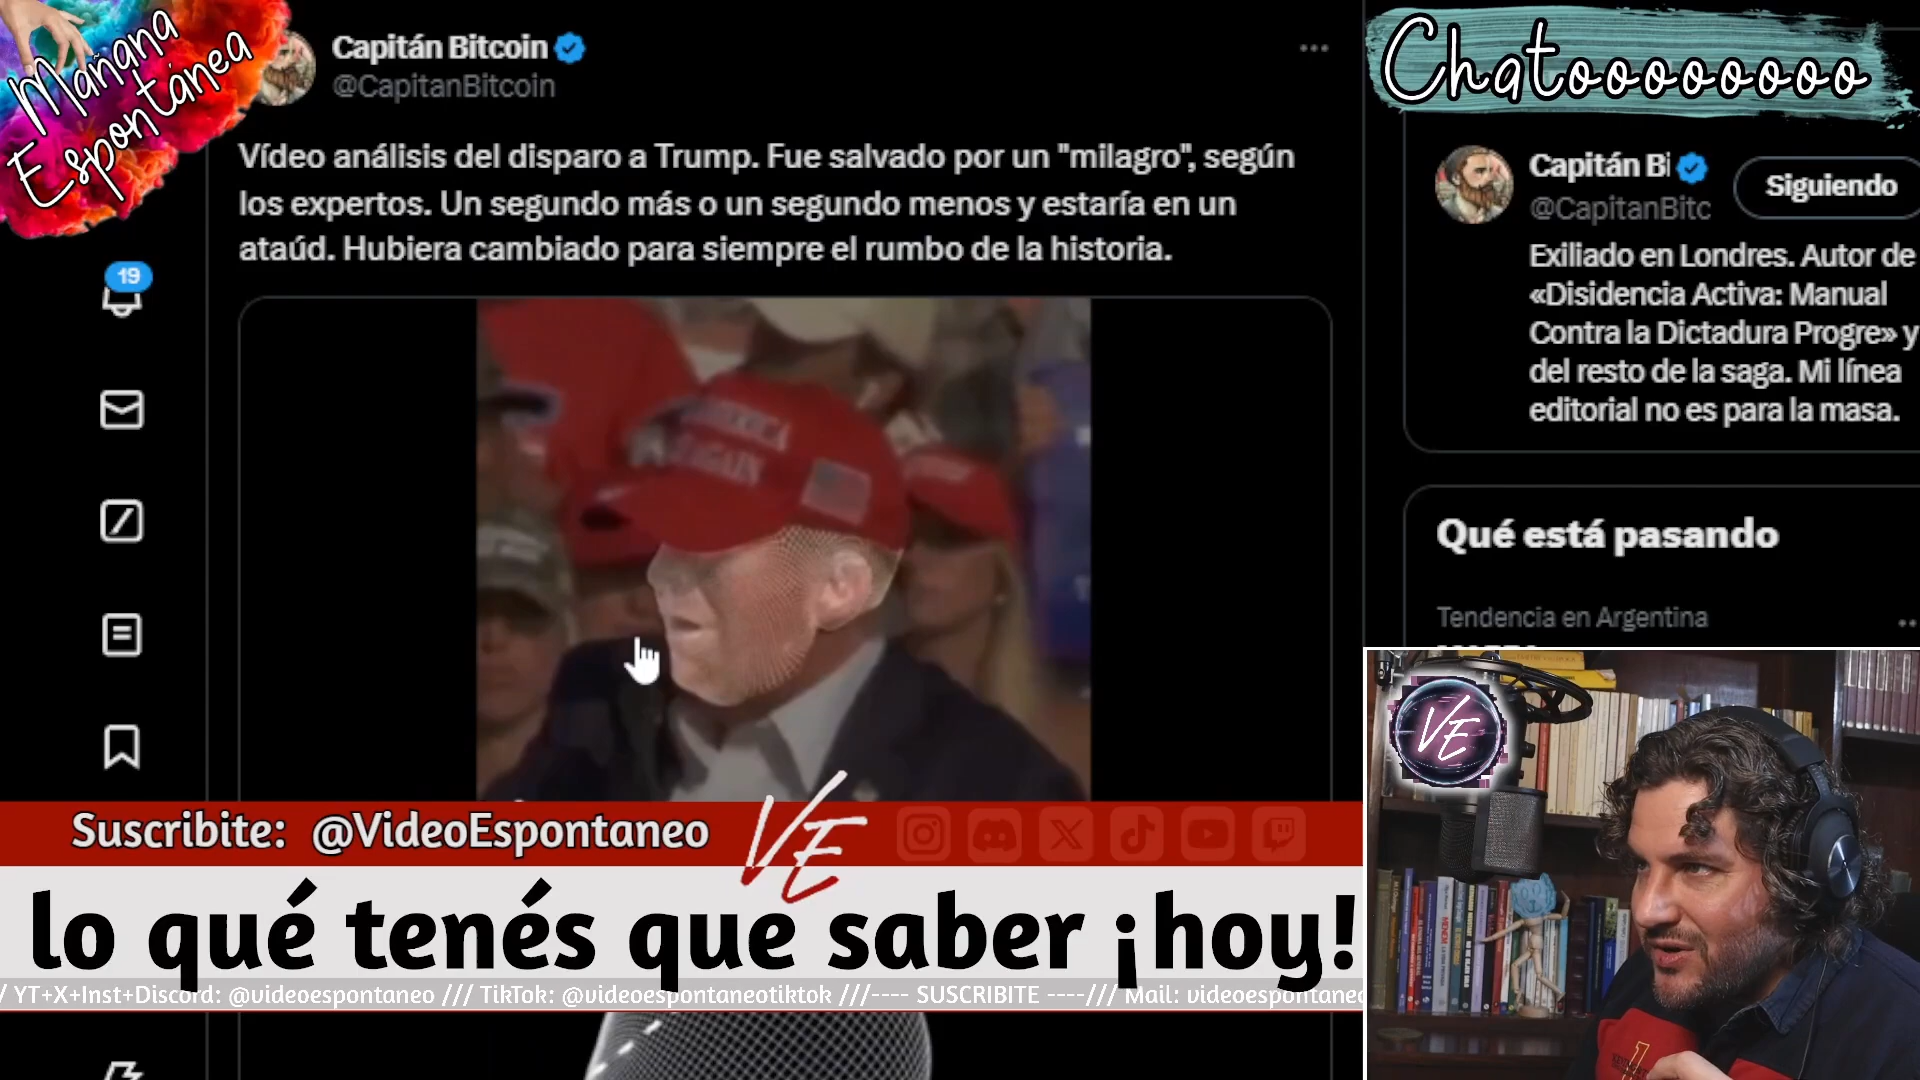 Mañana
Espontánea
Capitán Bitcoin
@CapitanBitcoin
Vídeo análisis del disparo a Trump. Fue salvado por un "milagro", según
los expertos. Un segundo más o un segundo menos y estaría en un
ataúd. Hubiera cambiado para siempre el rumbo de la historia.
19
AGAIN
Chatooooooooo
Capitán Bi
@CapitanBitc
Siguiendo
Exiliado en Londres. Autor de
«Disidencia Activa: Manual
Contra la Dictadura Progre» y
del resto de la saga. Mi línea
editorial no es para la masa.
Qué está pasando
Tendencia en Argentina
VE
Suscribite: @VideoEspontaneo
VE
lo qué tenés que saber ¡hoy!
/ YT+X+Inst+Discord: @videoespontaneo /// TikTok: @videoespontaneotiktok ///---- SUSCRIBITE ----/// Mail: videoespontaneo